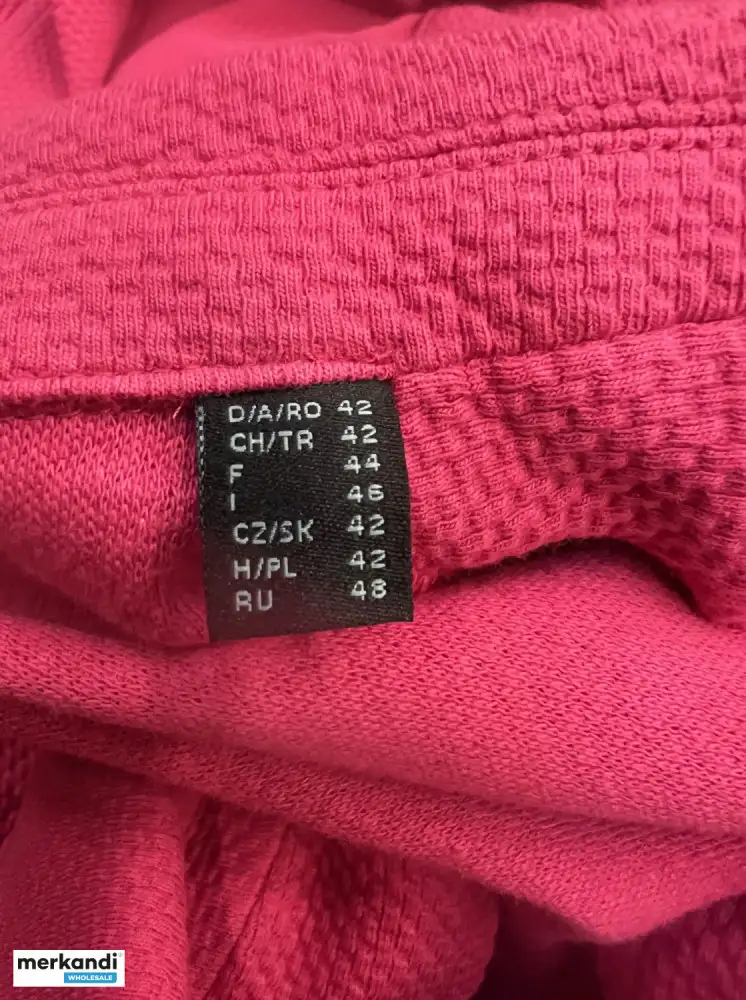 D/A/RO 42
CH/TR 42
F 44
I 46
CZ/SK 42
H/PL 42
RU 48
merkandi
WHOLESALE